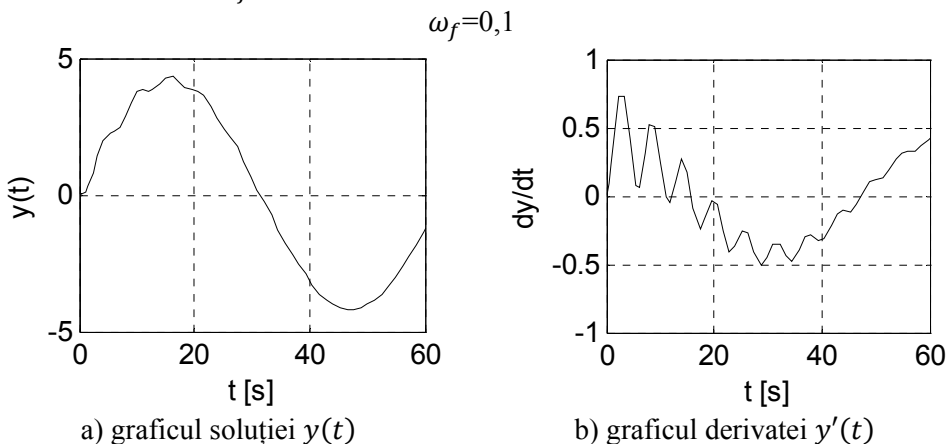 ω_f=0,1
5
0
-5
y(t)
0 20 40 60
t [s]
1
0.5
0
-0.5
-1
dy/dt
0 20 40 60
t [s]
a) graficul soluției y(t)
b) graficul derivatei y′(t)